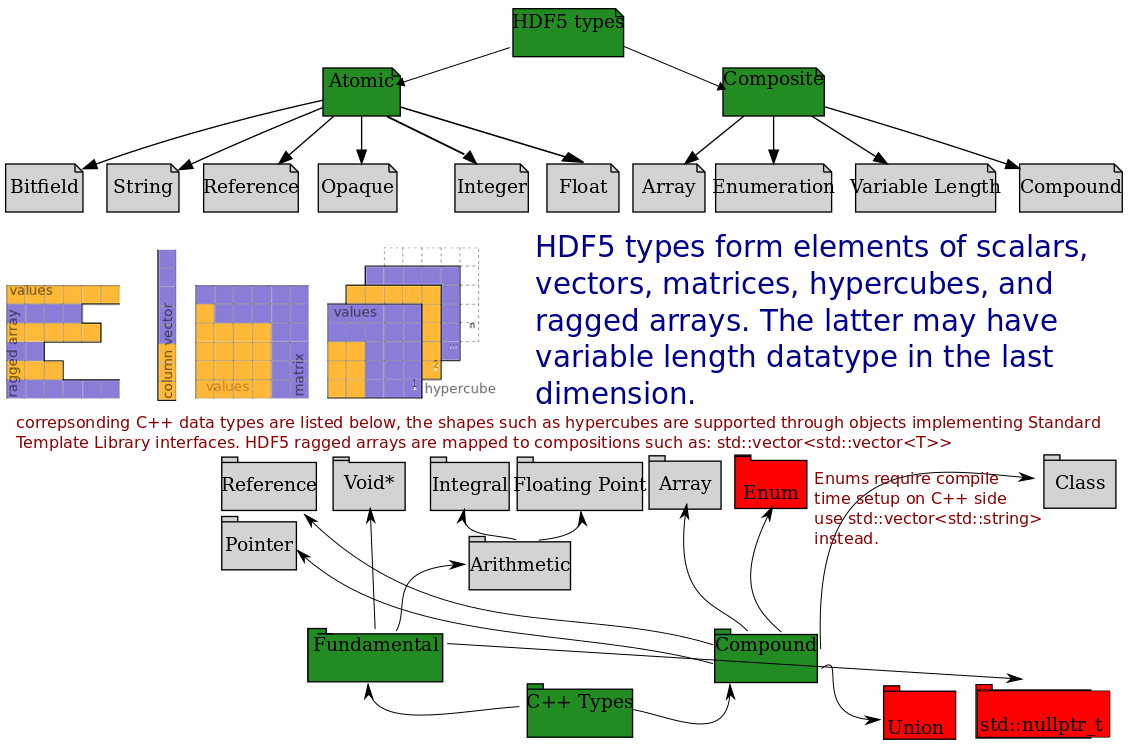 HDF5 types
Atomic
Composite
Bitfield
String
Reference
Opaque
Integer
Float
Array
Enumeration
Variable Length
Compound
values
ragged array
column vector
values
matrix
values
1
2
...
n
hypercube
HDF5 types form elements of scalars,
vectors, matrices, hypercubes, and
ragged arrays. The latter may have
variable length datatype in the last
dimension.
correpsonding C++ data types are listed below, the shapes such as hypercubes are supported through objects implementing Standard
Template Library interfaces. HDF5 ragged arrays are mapped to compositions such as: std::vector<std::vector<T>>
Reference
Void*
Integral
Floating Point
Array
Enum
Enums require compile
time setup on C++ side
use std::vector<std::string>
instead.
Class
Pointer
Arithmetic
Fundamental
Compound
C++ Types
Union
std::nullptr_t